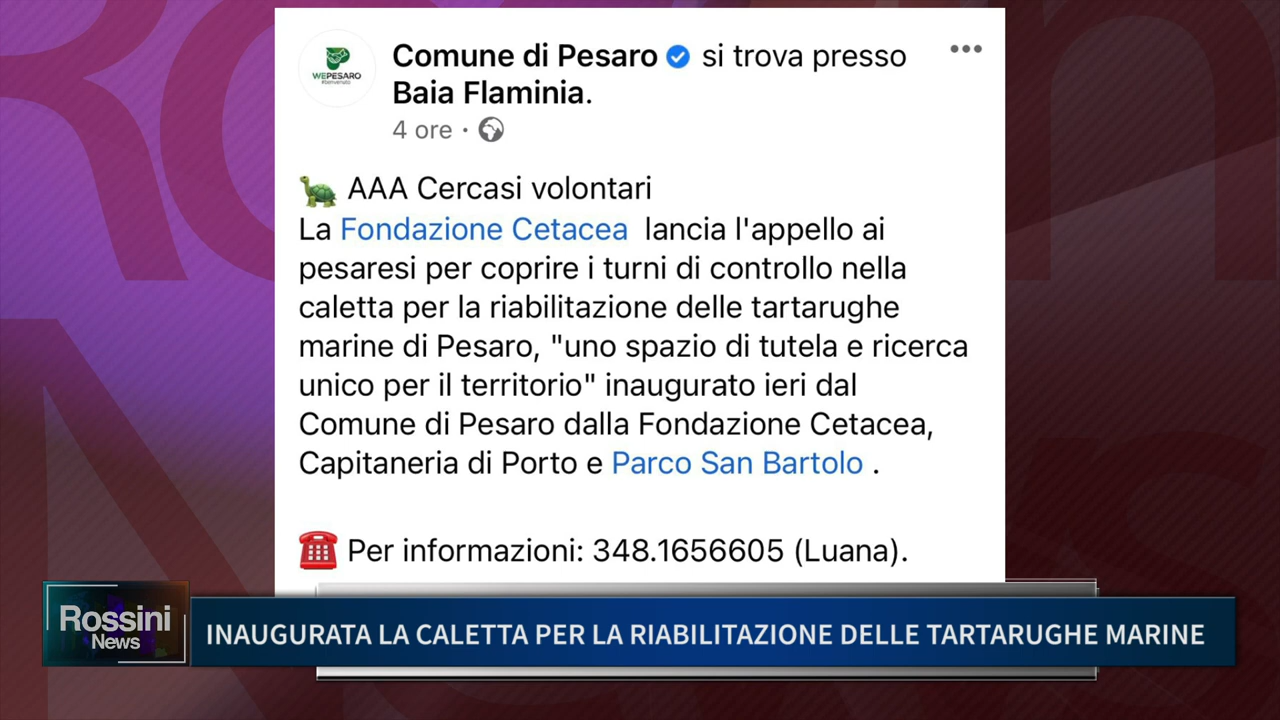 WEPESARO
Comune di Pesaro si trova presso
Baia Flaminia.
4 ore ·
AAA Cercasi volontari
La Fondazione Cetacea lancia l'appello ai
pesaresi per coprire i turni di controllo nella
caletta per la riabilitazione delle tartarughe
marine di Pesaro, "uno spazio di tutela e ricerca
unico per il territorio" inaugurato ieri dal
Comune di Pesaro dalla Fondazione Cetacea,
Capitaneria di Porto e Parco San Bartolo .
Per informazioni: 348.1656605 (Luana).
Rossini
News
INAUGURATA LA CALETTA PER LA RIABILITAZIONE DELLE TARTARUGHE MARINE